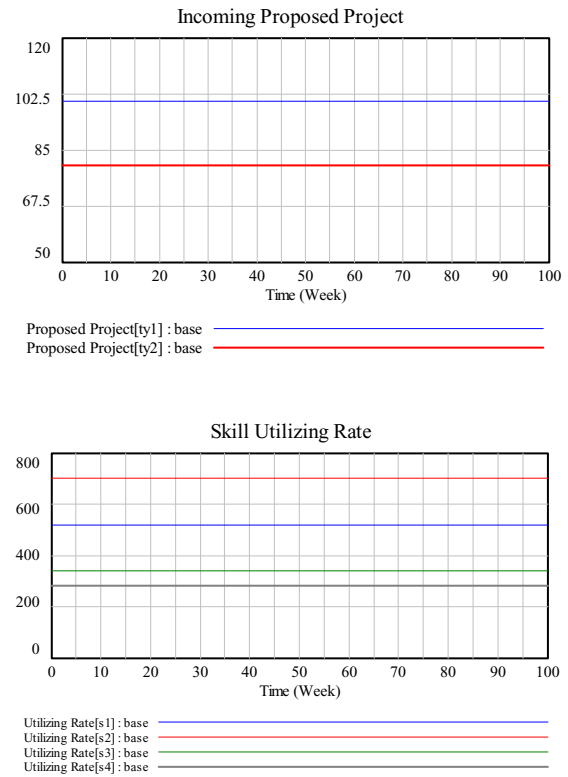 Incoming Proposed Project
120
102.5
85
67.5
50
0 10 20 30 40 50 60 70 80 90 100
Time (Week)
Proposed Project[ty1] : base
Proposed Project[ty2] : base
Skill Utilizing Rate
800
600
400
200
0
0 10 20 30 40 50 60 70 80 90 100
Time (Week)
Utilizing Rate[s1] : base
Utilizing Rate[s2] : base
Utilizing Rate[s3] : base
Utilizing Rate[s4] : base